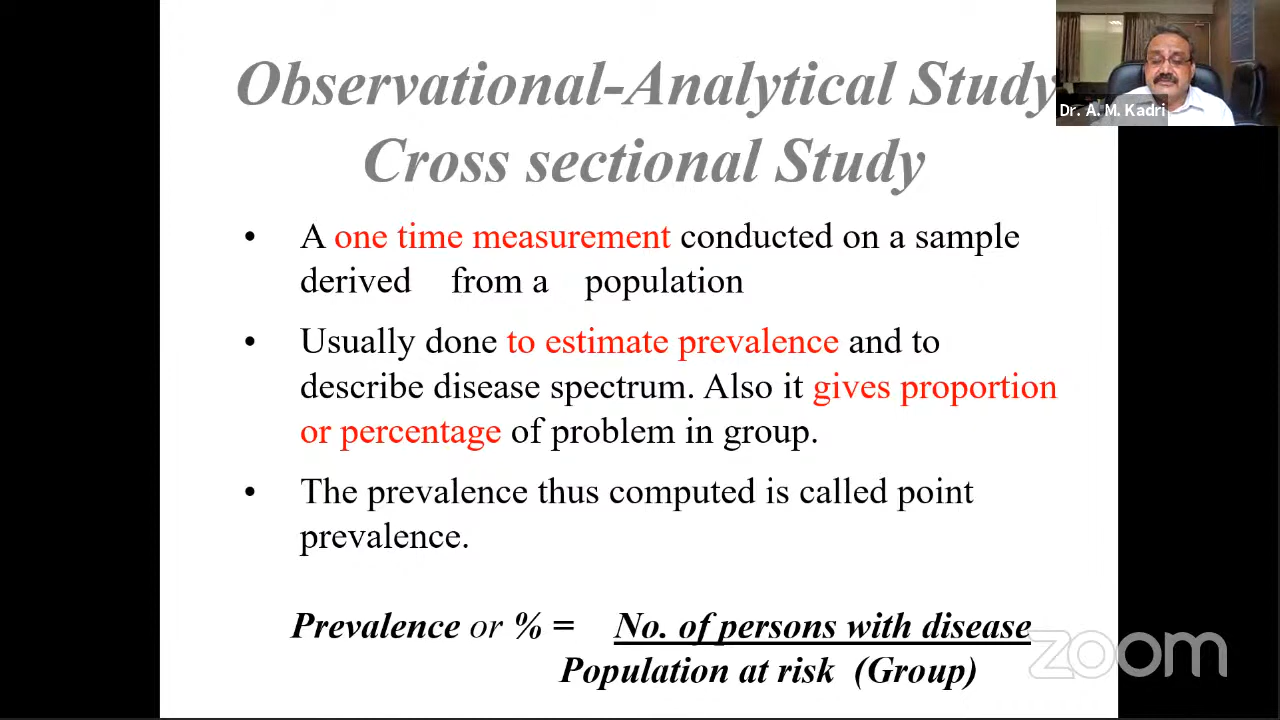 Observational-Analytical Study
Cross sectional Study
Dr. A. M. Kadri
• A one time measurement conducted on a sample
derived from a population
• Usually done to estimate prevalence and to
describe disease spectrum. Also it gives proportion
or percentage of problem in group.
• The prevalence thus computed is called point
prevalence.
Prevalence or % = No. of persons with disease
Population at risk (Group)
zoom